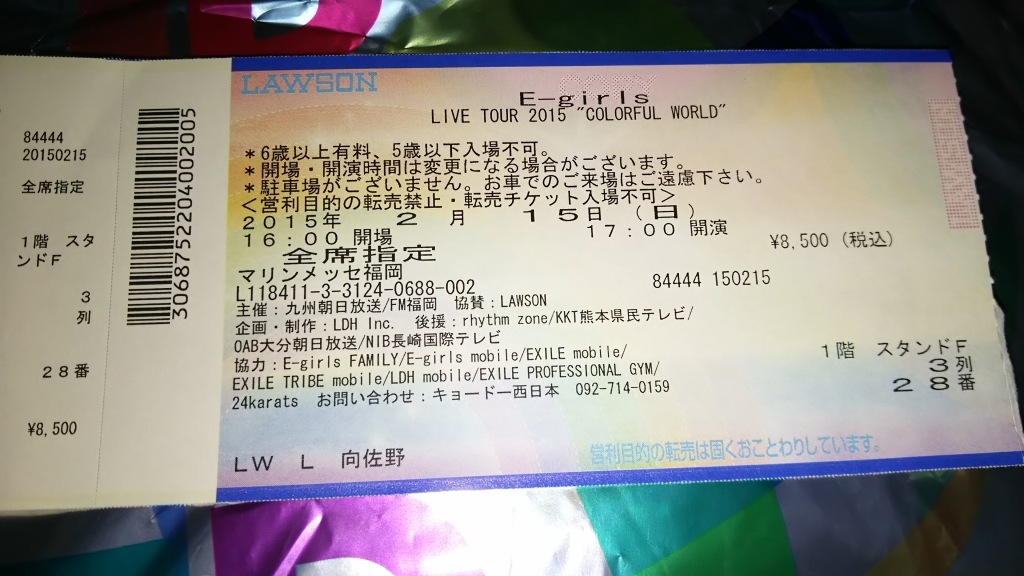 84444
20150215
全席指定
1階 スタ
ンドF
3
列
28番
¥8,500
3068752204002005
LAWSON
E-girls
LIVE TOUR 2015 "COLORFUL WORLD"
*6歳以上有料、5歳以下入場不可。
*開場・開演時間は変更になる場合がございます。
*駐車場がございません。お車でのご来場はご遠慮下さい。
<営利目的の転売禁止・転売チケット入場不可>
2015年 2 月 15日 (日)
16:00 開場 17:00 開演
全席指定 ¥8,500 (税込)
マリンメッセ福岡
L118411-3-3124-0688-002 84444 150215
主催:九州朝日放送/FM福岡 協賛:LAWSON
企画・制作:LDH Inc. 後援:rhythm zone/KKT熊本県民テレビ/
OAB大分朝日放送/NIB長崎国際テレビ
協力:E-girls FAMILY/E-girls mobile/EXILE mobile/
EXILE TRIBE mobile/LDH mobile/EXILE PROFESSIONAL GYM/
24karats お問い合わせ:キョードー西日本 092-714-0159
1階 スタンドF
3列
28番
LW L 向佐野
営利目的の転売は固くおことわりしています。